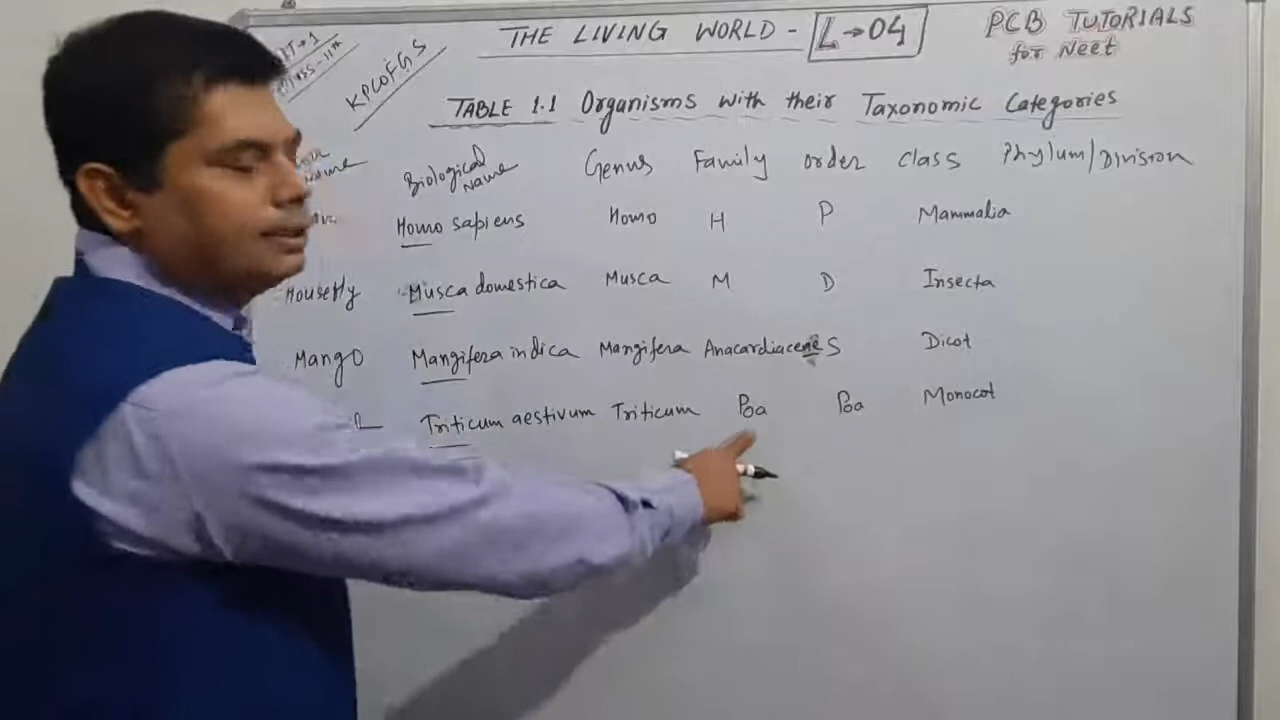 THE LIVING WORLD - L→04
PCB TUTORIALS
for Neet
KPCOFGS
TABLE 1.1 Organisms with their Taxonomic Categories
Name Biological Name Genus Family order class Phylum/Division
Homo sapiens Homo H P Mammalia
Housefly Musca domestica Musca M D Insecta
Mango Mangifera indica Mangifera Anacardiaceae S Dicot
Triticum aestivum Triticum Poa Poa Monocot